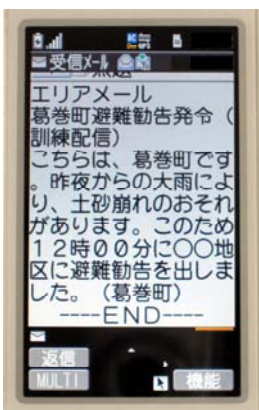 受信ﾒｰﾙ
無題
エリアメール
葛巻町避難勧告発令（
訓練配信）
こちらは、葛巻町です
。昨夜からの大雨によ
り、土砂崩れのおそれ
があります。このため
１２時００分に○○地
区に避難勧告を出しま
した。（葛巻町）
----END----
返信
MULTI
機能